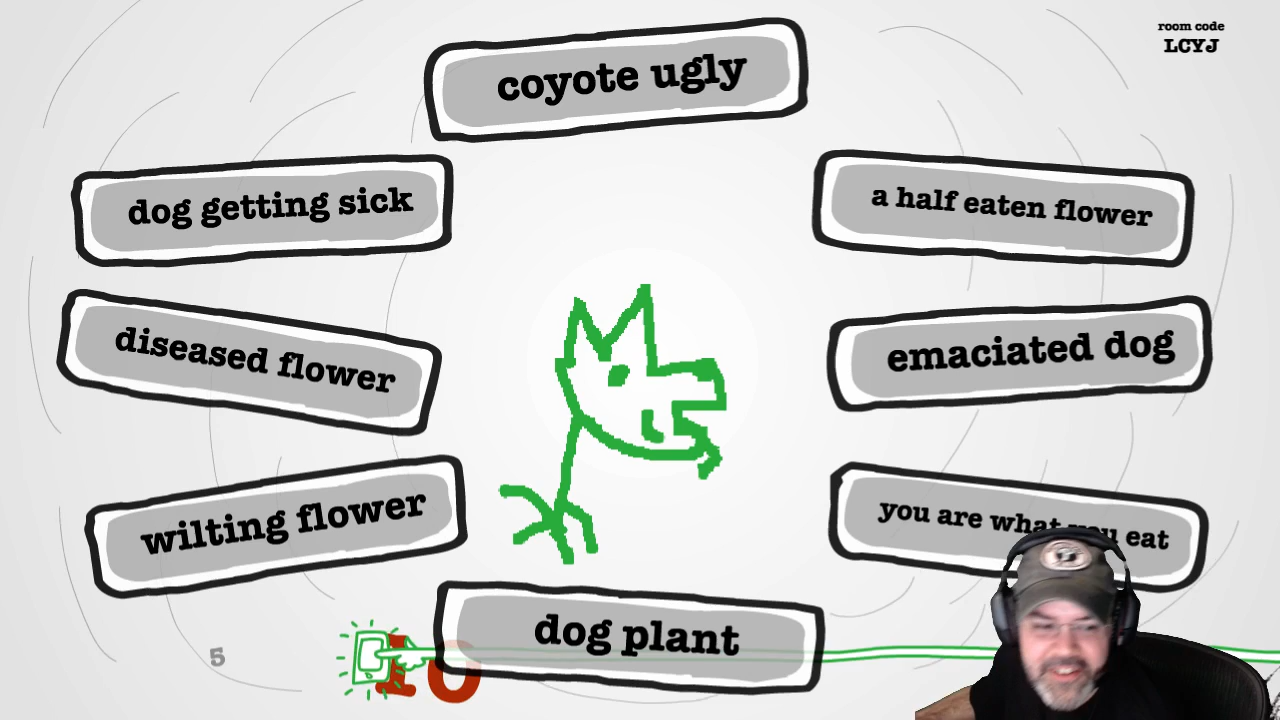 room code
LCYJ
coyote ugly
dog getting sick
a half eaten flower
diseased flower
emaciated dog
wilting flower
you are what you eat
dog plant
5